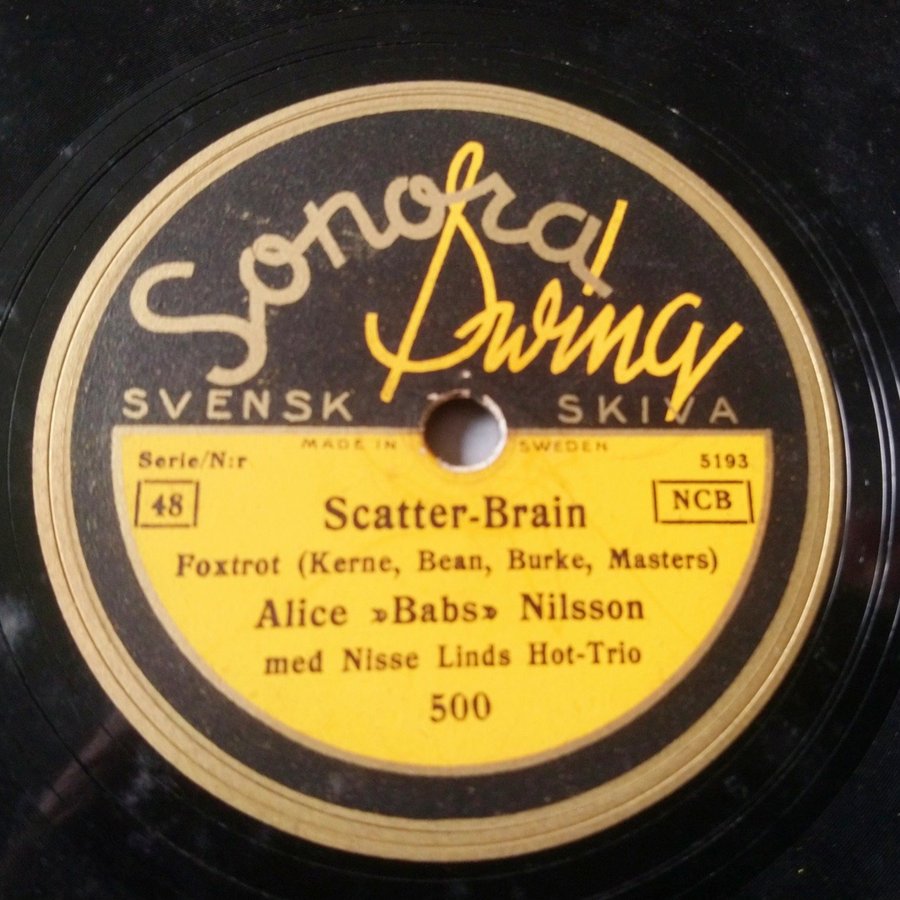 Sonora
Swing
SVENSK SKIVA
MADE IN SWEDEN
Serie/N:r 5193
48 NCB
Scatter-Brain
Foxtrot (Kerne, Bean, Burke, Masters)
Alice »Babs» Nilsson
med Nisse Linds Hot-Trio
500